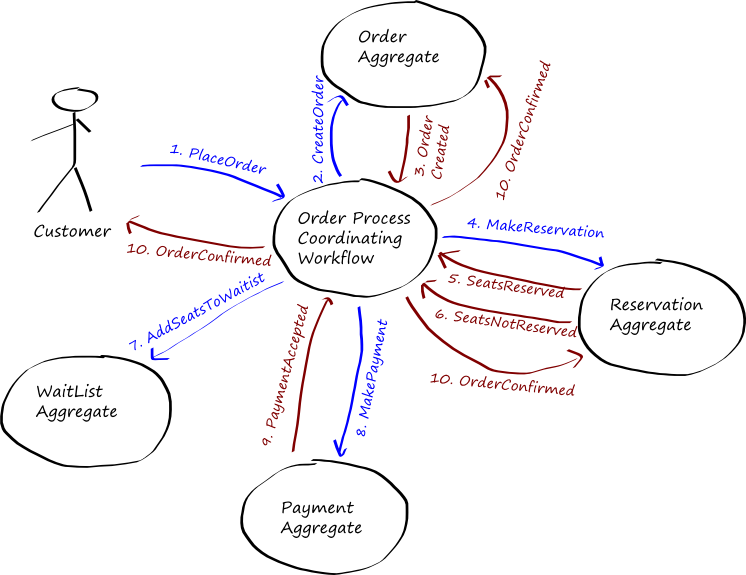 Order
Aggregate
2. CreateOrder
3. Order
Created
10. OrderConfirmed
1. PlaceOrder
Customer
Order Process
Coordinating
Workflow
4. MakeReservation
10. OrderConfirmed
5. SeatsReserved
6. SeatsNotReserved
Reservation
Aggregate
7. AddSeatsToWaitist
10. OrderConfirmed
WaitList
Aggregate
9. PaymentAccepted
8. MakePayment
Payment
Aggregate